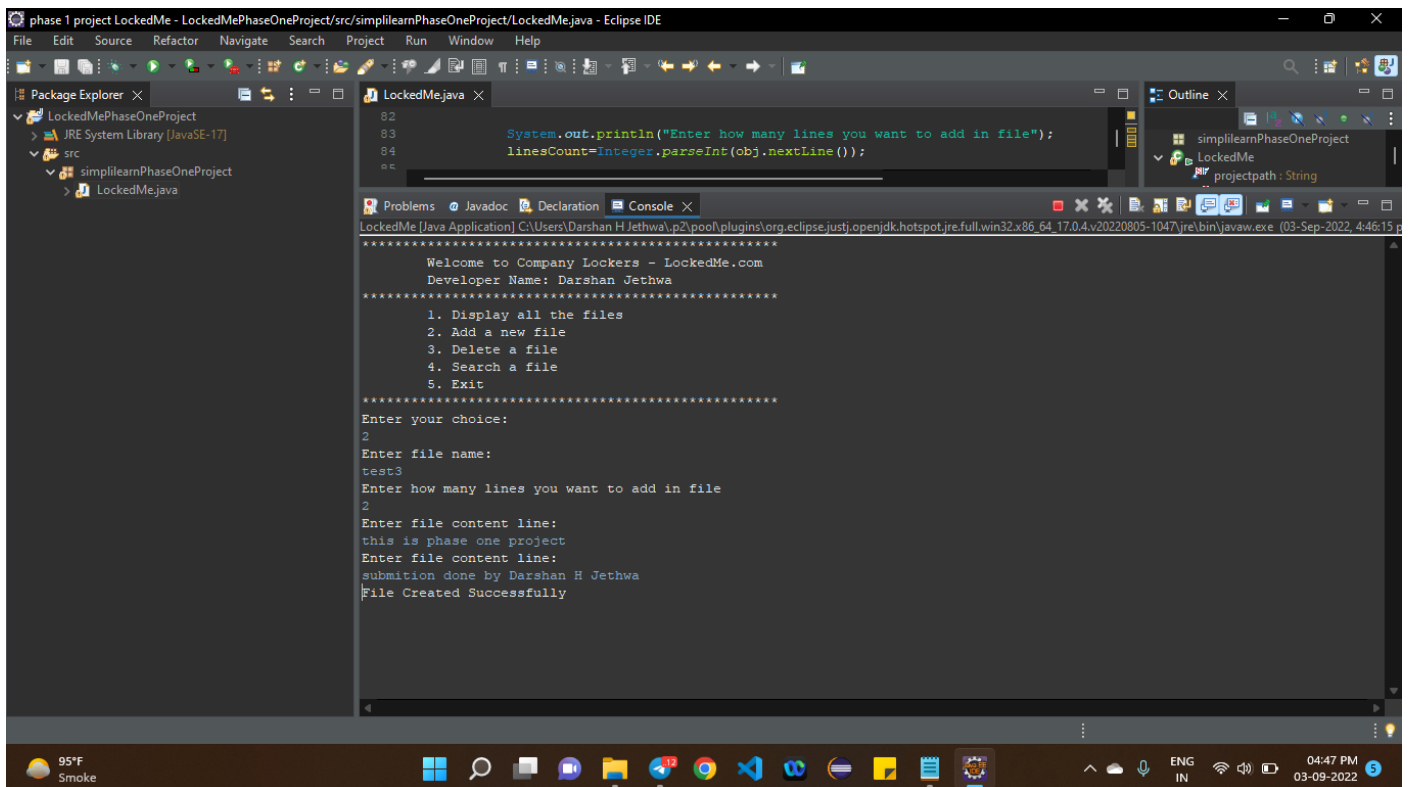 phase 1 project LockedMe - LockedMePhaseOneProject/src/simplilearnPhaseOneProject/LockedMe.java - Eclipse IDE
File Edit Source Refactor Navigate Search Project Run Window Help
Package Explorer
LockedMePhaseOneProject
JRE System Library [JavaSE-17]
src
simplilearnPhaseOneProject
LockedMe.java
LockedMe.java
82
83 System.out.println("Enter how many lines you want to add in file");
84 linesCount=Integer.parseInt(obj.nextLine());
85
Outline
simplilearnPhaseOneProject
LockedMe
projectpath : String
Problems Javadoc Declaration Console
LockedMe [Java Application] C:\Users\Darshan H Jethwa\.p2\pool\plugins\org.eclipse.justj.openjdk.hotspot.jre.full.win32.x86_64_17.0.4.v20220805-1047\jre\bin\javaw.exe (03-Sep-2022, 4:46:15 p
***************************************************
Welcome to Company Lockers - LockedMe.com
Developer Name: Darshan Jethwa
***************************************************
1. Display all the files
2. Add a new file
3. Delete a file
4. Search a file
5. Exit
***************************************************
Enter your choice:
2
Enter file name:
test3
Enter how many lines you want to add in file
2
Enter file content line:
this is phase one project
Enter file content line:
submition done by Darshan H Jethwa
File Created Successfully
95°F
Smoke
12
ENG
IN
04:47 PM
03-09-2022
5